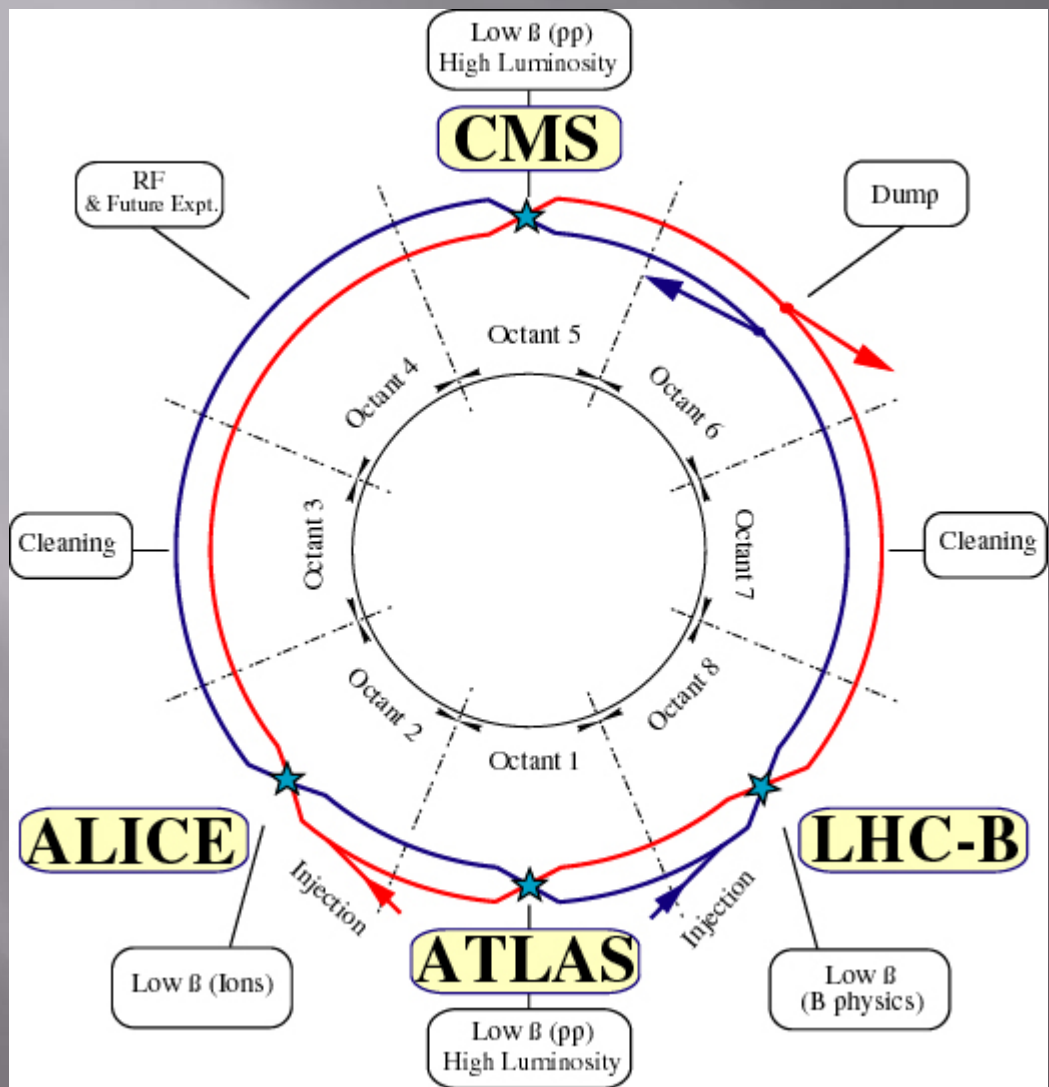 Low ß (pp)
High Luminosity
CMS
RF
& Future Expt.
Dump
Octant 5
Octant 4
Octant 6
Cleaning
Octant 3
Octant 7
Cleaning
Octant 2
Octant 8
Octant 1
ALICE
LHC-B
Injection
Injection
ATLAS
Low ß (Ions)
Low ß
(B physics)
Low ß (pp)
High Luminosity